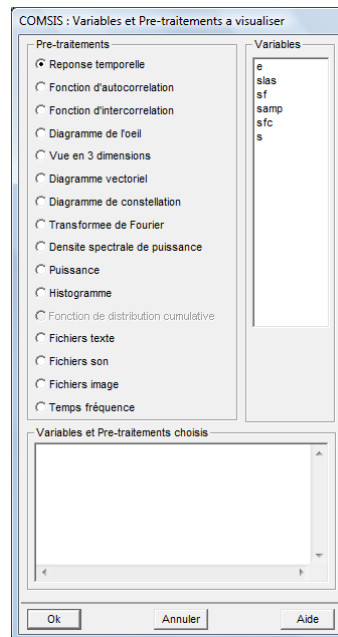 COMSIS : Variables et Pre-traitements a visualiser
Pre-traitements
Reponse temporelle
Fonction d'autocorrelation
Fonction d'intercorrelation
Diagramme de l'oeil
Vue en 3 dimensions
Diagramme vectoriel
Diagramme de constellation
Transformee de Fourier
Densite spectrale de puissance
Puissance
Histogramme
Fonction de distribution cumulative
Fichiers texte
Fichiers son
Fichiers image
Temps fréquence
Variables
e
slas
sf
samp
sfc
s
Variables et Pre-traitements choisis
Ok
Annuler
Aide